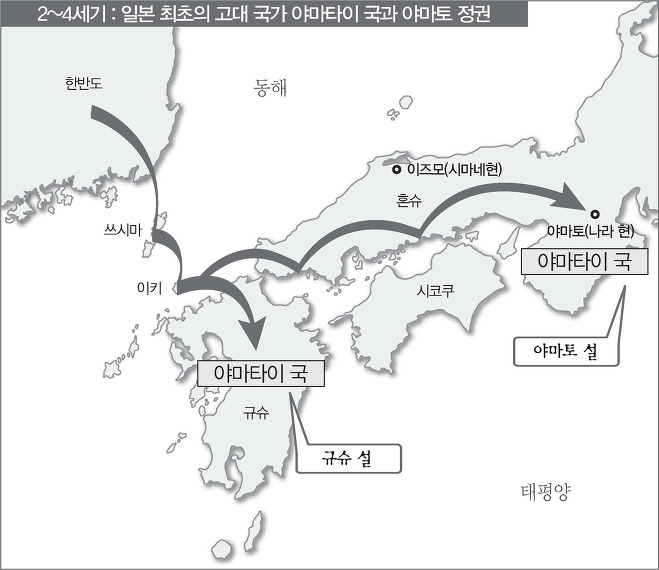 2~4세기 : 일본 최초의 고대 국가 야마타이 국과 야마토 정권
한반도
동해
이즈모(시마네현)
혼슈
쓰시마
야마토(나라 현)
야마타이 국
이키
시코쿠
야마토 설
야마타이 국
규슈
규슈 설
태평양